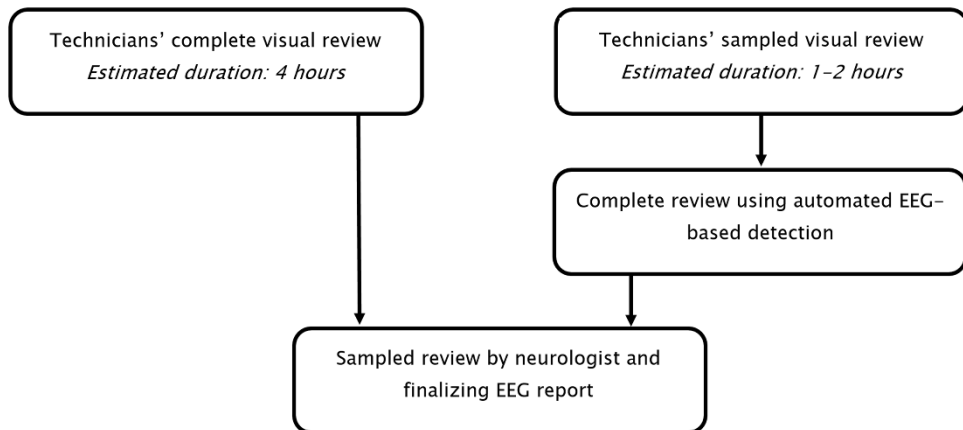 Technicians’ complete visual review
Estimated duration: 4 hours
Technicians’ sampled visual review
Estimated duration: 1–2 hours
Complete review using automated EEG–
based detection
Sampled review by neurologist and
finalizing EEG report